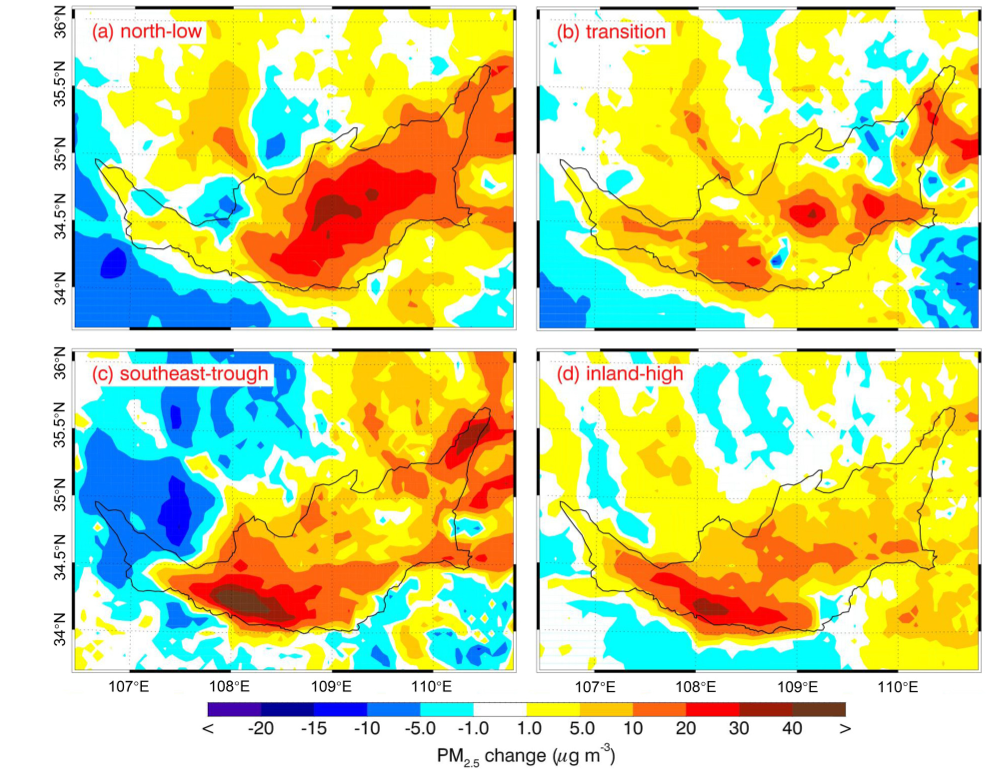 (a) north-low
(b) transition
36°N
35.5°N
35°N
34.5°N
34°N
(c) southeast-trough
(d) inland-high
36°N
35.5°N
35°N
34.5°N
34°N
107°E 108°E 109°E 110°E
107°E 108°E 109°E 110°E
< -20 -15 -10 -5.0 -1.0 1.0 5.0 10 20 30 40 >
PM2.5 change (μg m-3)